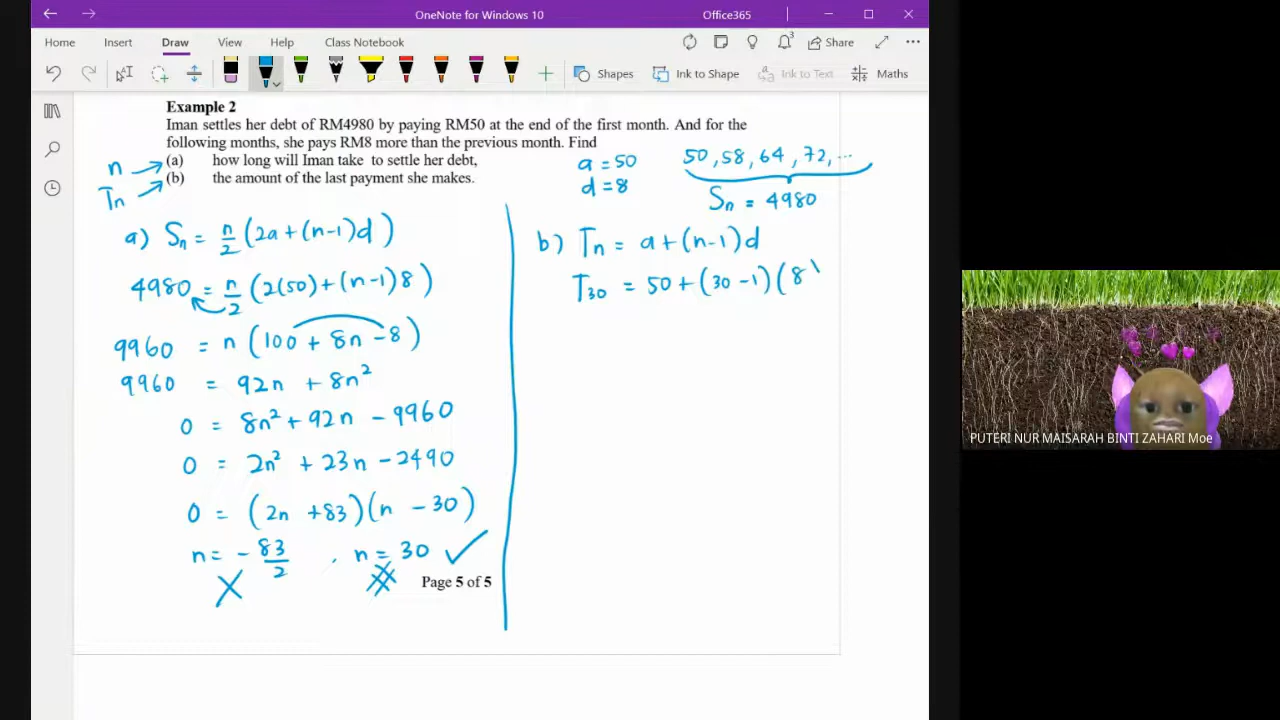 OneNote for Windows 10
Office365
Home Insert Draw View Help Class Notebook
3
Share
Shapes Ink to Shape Ink to Text Maths
Example 2
Iman settles her debt of RM4980 by paying RM50 at the end of the first month. And for the
following months, she pays RM8 more than the previous month. Find
n → (a) how long will Iman take to settle her debt,
Tn → (b) the amount of the last payment she makes.
a = 50
d = 8
50, 58, 64, 72, ...
Sn = 4980
a) Sn = n/2 (2a + (n-1)d)
4980 = n/2 (2(50) + (n-1)8)
9960 = n (100 + 8n - 8)
9960 = 92n + 8n²
0 = 8n² + 92n - 9960
0 = 2n² + 23n - 2490
0 = (2n + 83)(n - 30)
n = - 83/2 , n = 30 ✓
Page 5 of 5
b) Tn = a + (n-1)d
T30 = 50 + (30-1)(8
PUTERI NUR MAISARAH BINTI ZAHARI Moe